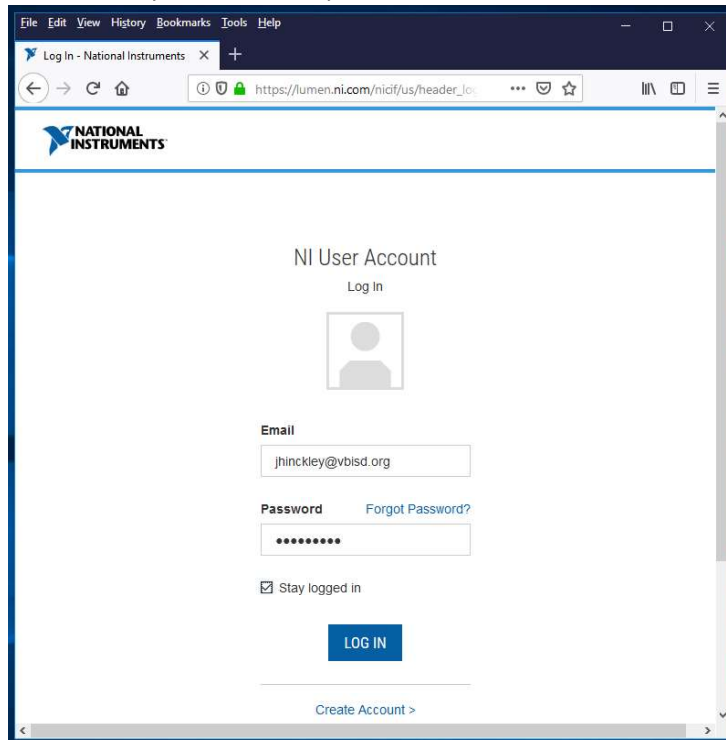 File Edit View History Bookmarks Tools Help
Log In - National Instruments
https://lumen.ni.com/nicif/us/header_lo
NATIONAL
INSTRUMENTS
NI User Account
Log In
Email
jhinckley@vbisd.org
Password Forgot Password?
•••••••••
Stay logged in
LOG IN
Create Account >